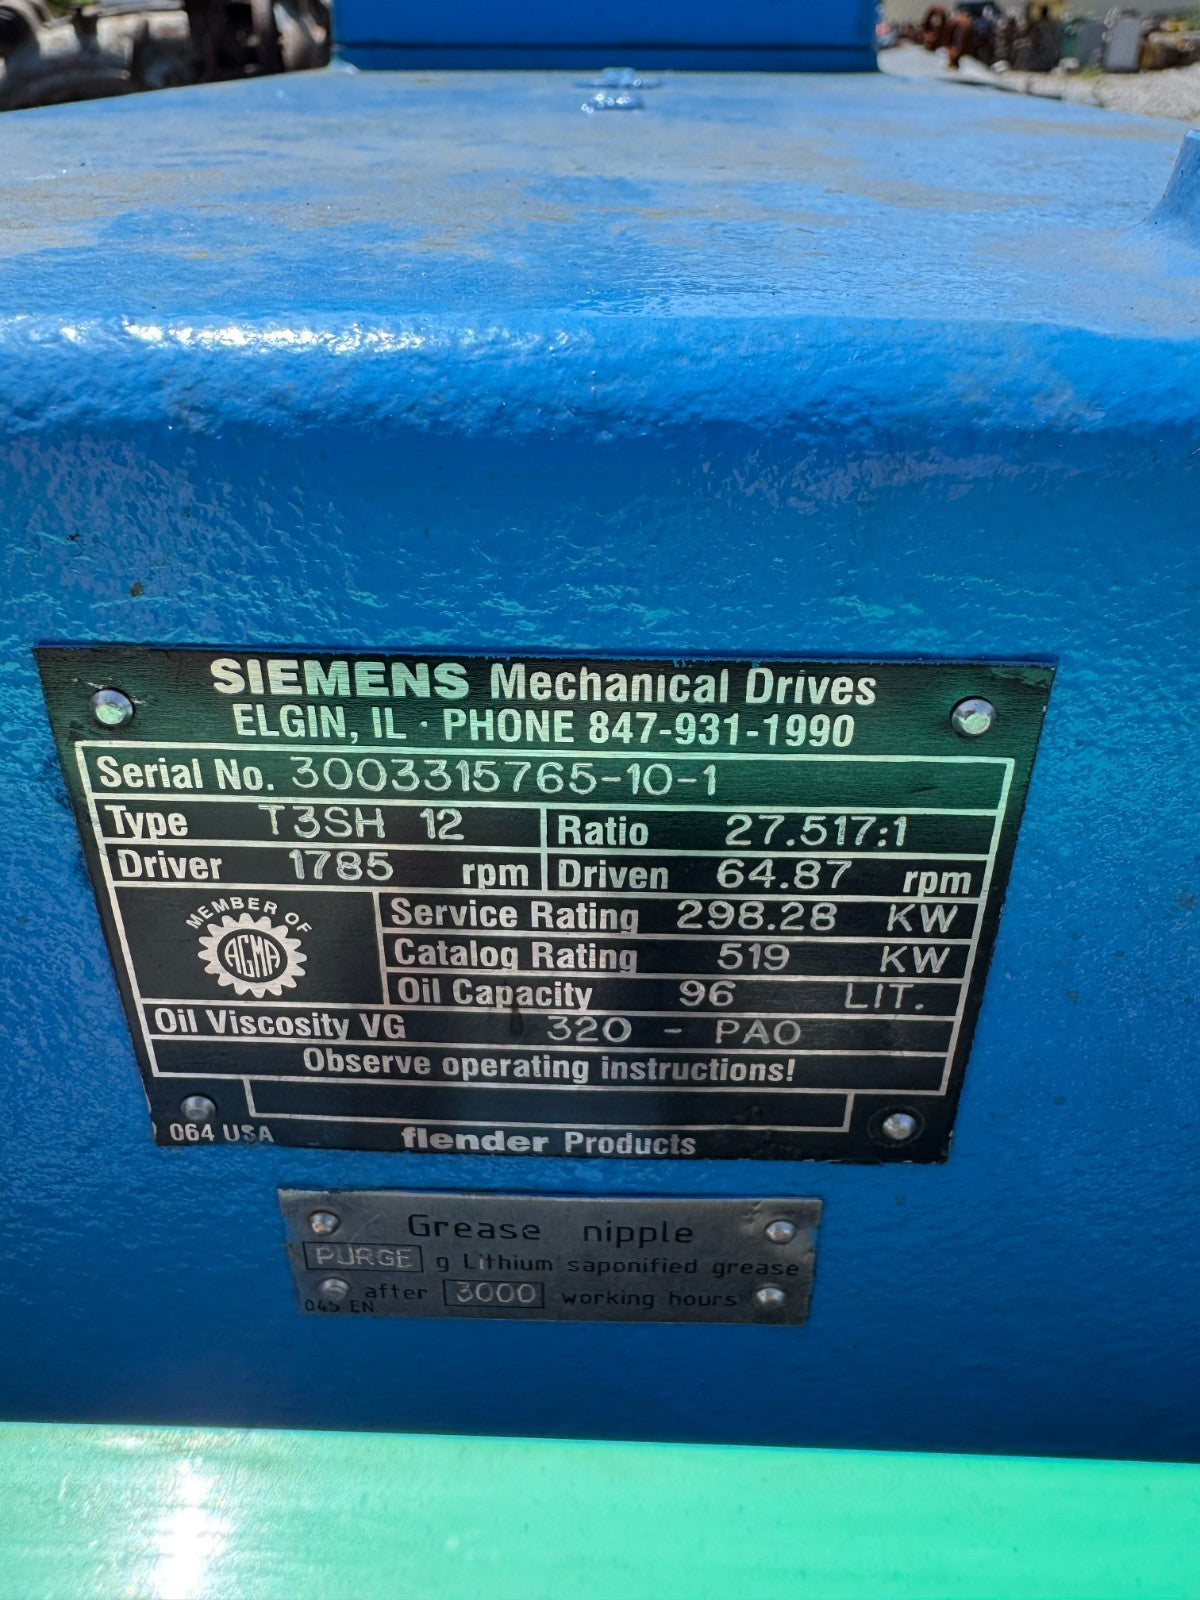 SIEMENS Mechanical Drives
ELGIN, IL · PHONE 847-931-1990
Serial No. 3003315765-10-1
Type T3SH 12 Ratio 27.517:1
Driver 1785 rpm Driven 64.87 rpm
MEMBER OF
AGMA
Service Rating 298.28 KW
Catalog Rating 519 KW
Oil Capacity 96 LIT.
Oil Viscosity VG 320 - PAO
Observe operating instructions!
064 USA flender Products
Grease nipple
PURGE g Lithium saponified grease
after 3000 working hours
045 EN